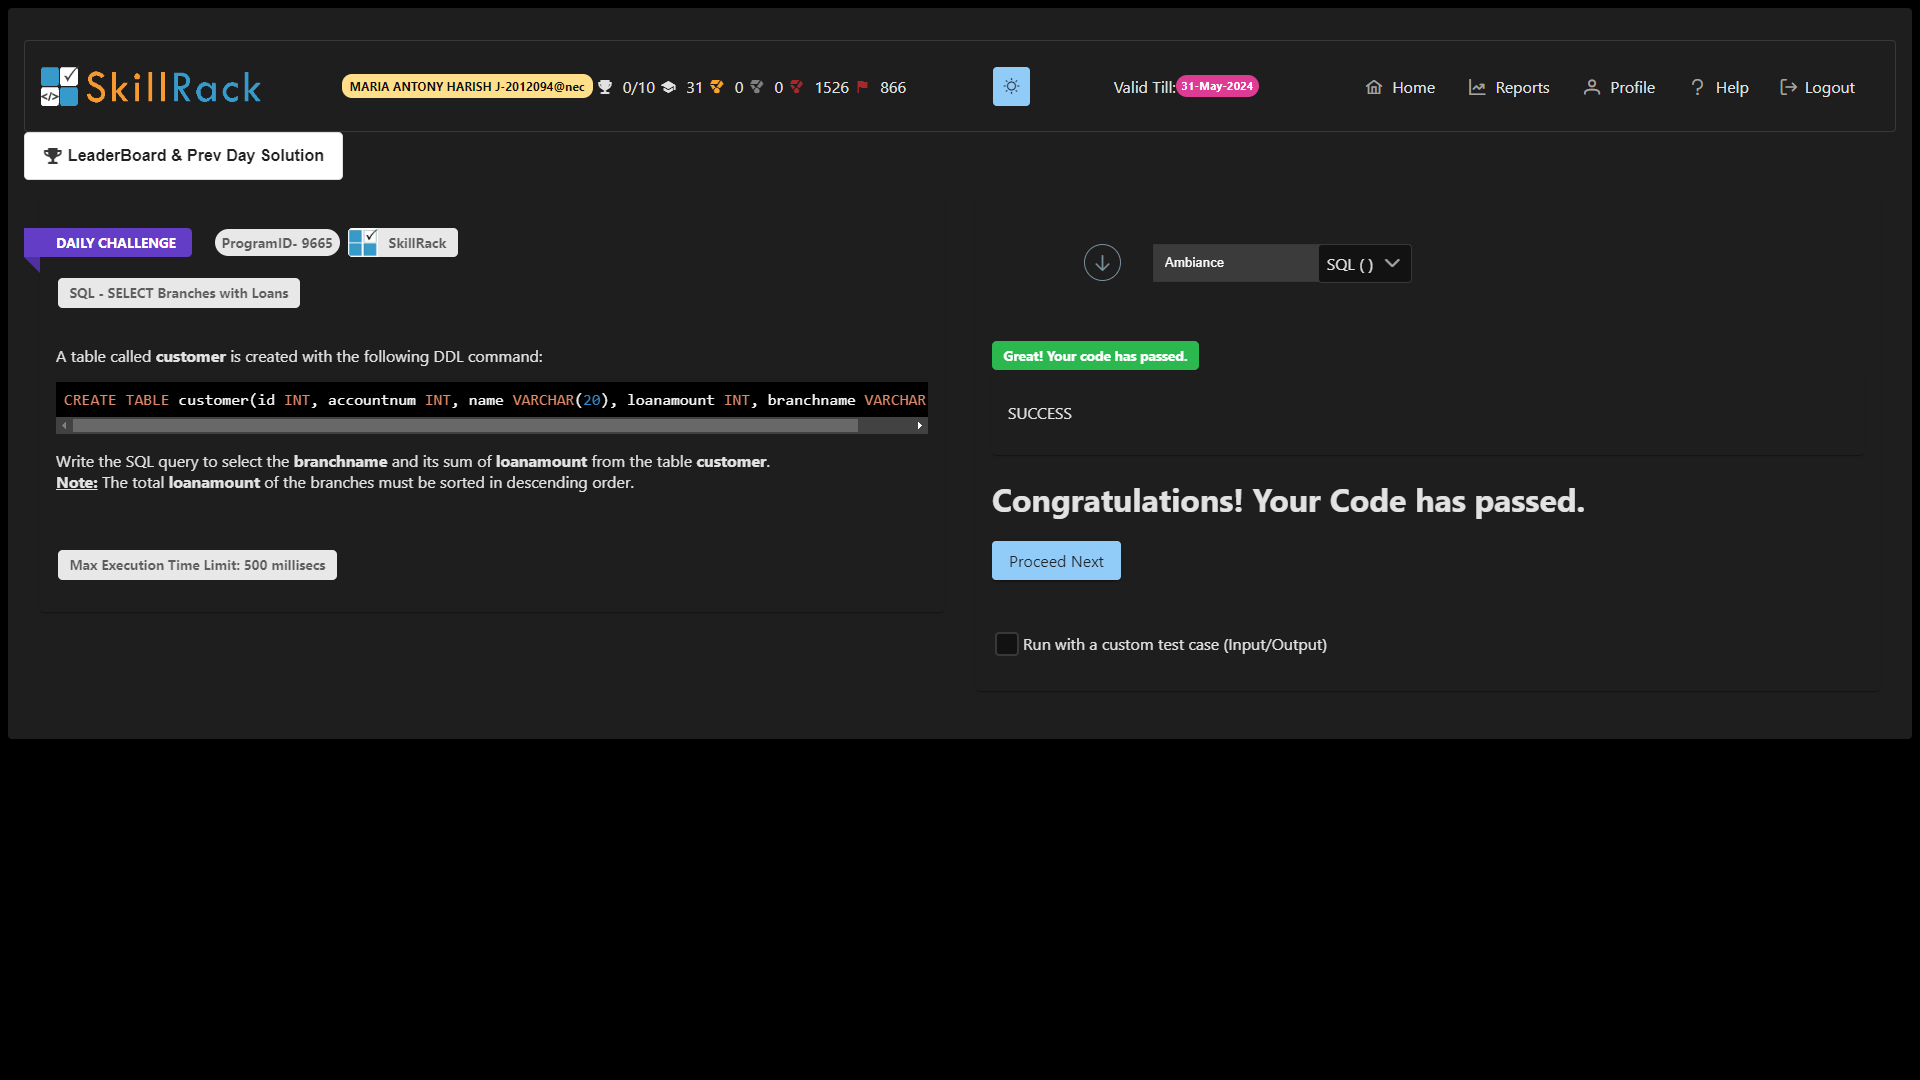 SkillRack
MARIA ANTONY HARISH J-2012094@nec 0/10 31 0 0 1526 866
Valid Till: 31-May-2024
Home Reports Profile Help Logout
LeaderBoard & Prev Day Solution
DAILY CHALLENGE ProgramID- 9665 SkillRack
SQL - SELECT Branches with Loans
A table called customer is created with the following DDL command:
CREATE TABLE customer(id INT, accountnum INT, name VARCHAR(20), loanamount INT, branchname VARCHAR
Write the SQL query to select the branchname and its sum of loanamount from the table customer.
Note: The total loanamount of the branches must be sorted in descending order.
Max Execution Time Limit: 500 millisecs
Ambiance SQL ( )
Great! Your code has passed.
SUCCESS
Congratulations! Your Code has passed.
Proceed Next
Run with a custom test case (Input/Output)